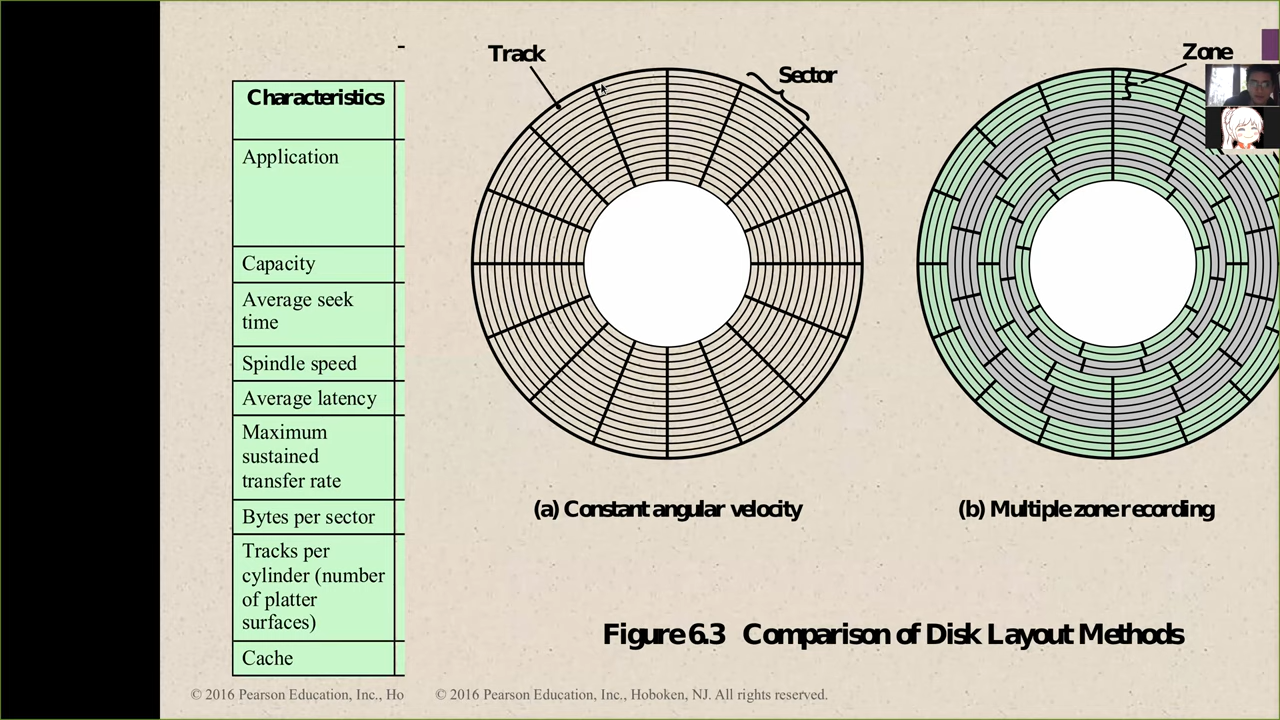 Characteristics
Application
Capacity
Average seek
time
Spindle speed
Average latency
Maximum
sustained
transfer rate
Bytes per sector
Tracks per
cylinder (number
of platter
surfaces)
Cache
© 2016 Pearson Education, Inc., Ho
Track
Sector
Zone
(a) Constant angular velocity
(b) Multiple zone recording
Figure 6.3 Comparison of Disk Layout Methods
© 2016 Pearson Education, Inc., Hoboken, NJ. All rights reserved.